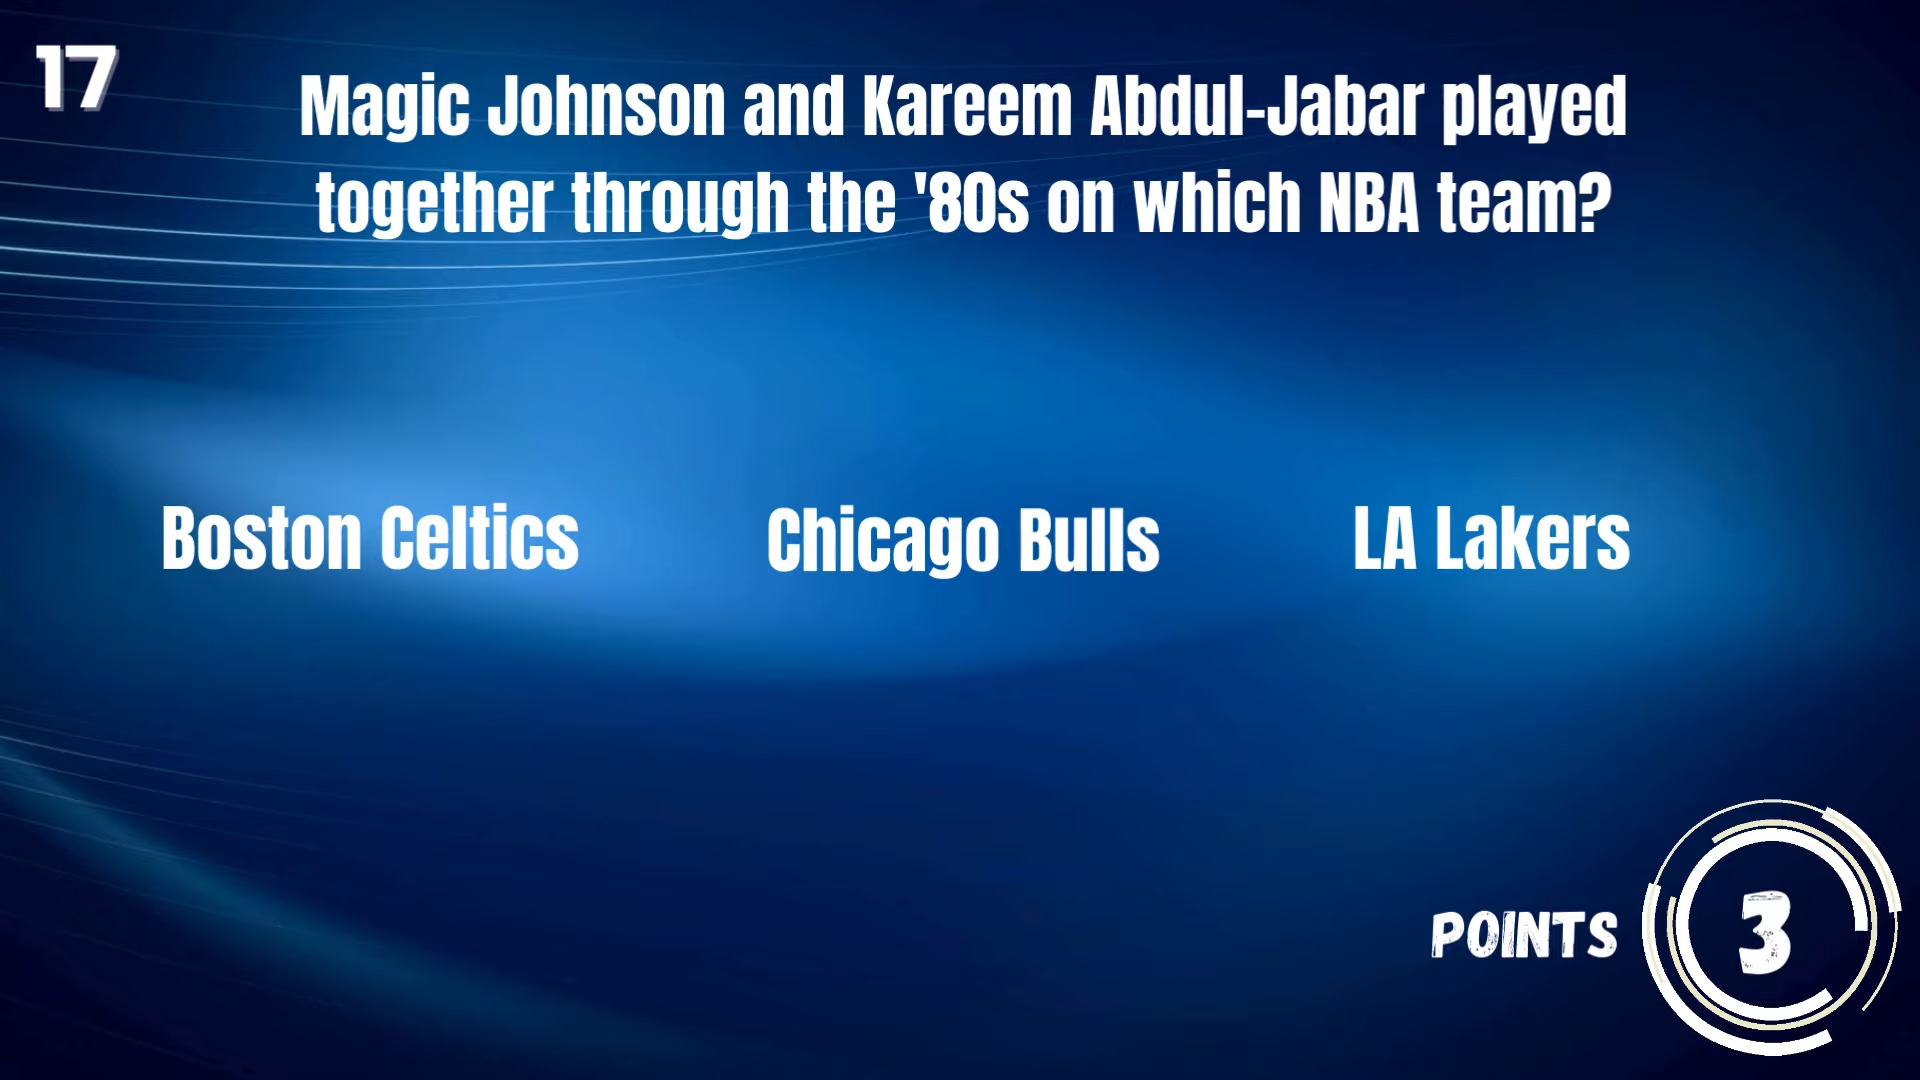 17
Magic Johnson and Kareem Abdul-Jabar played
together through the '80s on which NBA team?
Boston Celtics
Chicago Bulls
LA Lakers
POINTS
3